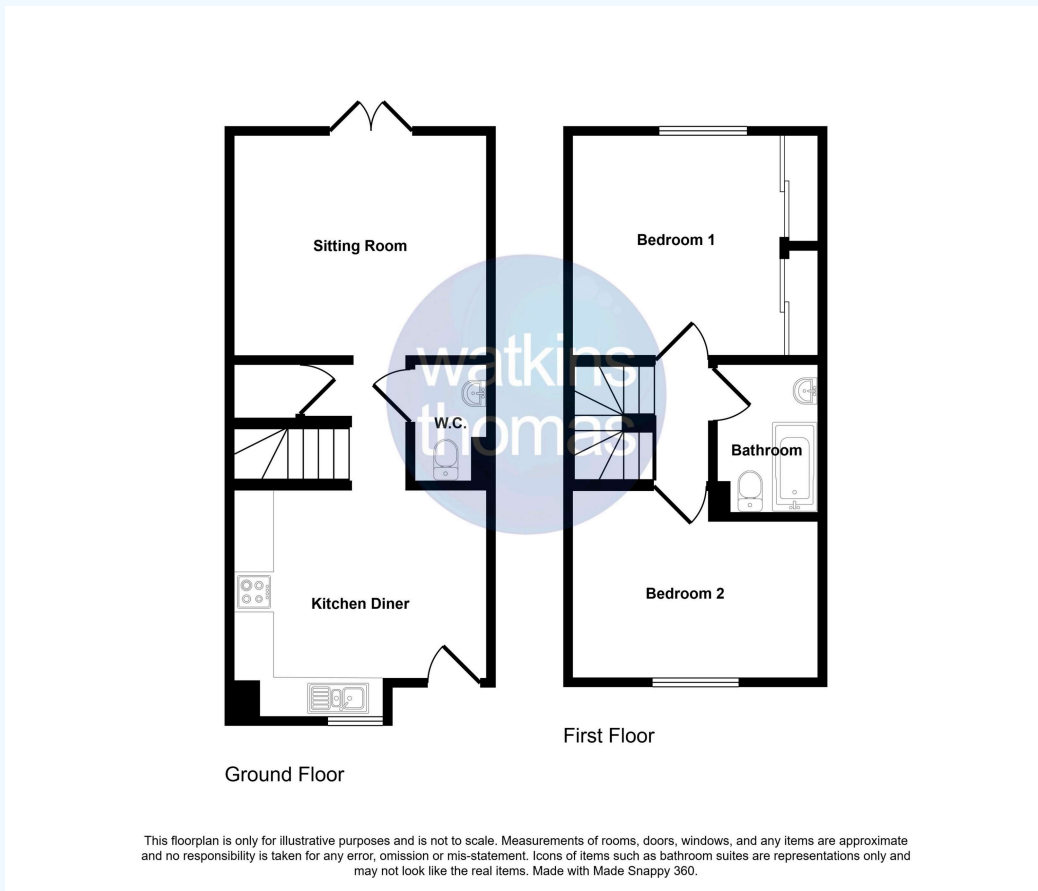 Sitting Room
Bedroom 1
watkins
thomas
W.C.
Bathroom
Kitchen Diner
Bedroom 2
First Floor
Ground Floor
This floorplan is only for illustrative purposes and is not to scale. Measurements of rooms, doors, windows, and any items are approximate
and no responsibility is taken for any error, omission or mis-statement. Icons of items such as bathroom suites are representations only and
may not look like the real items. Made with Made Snappy 360.